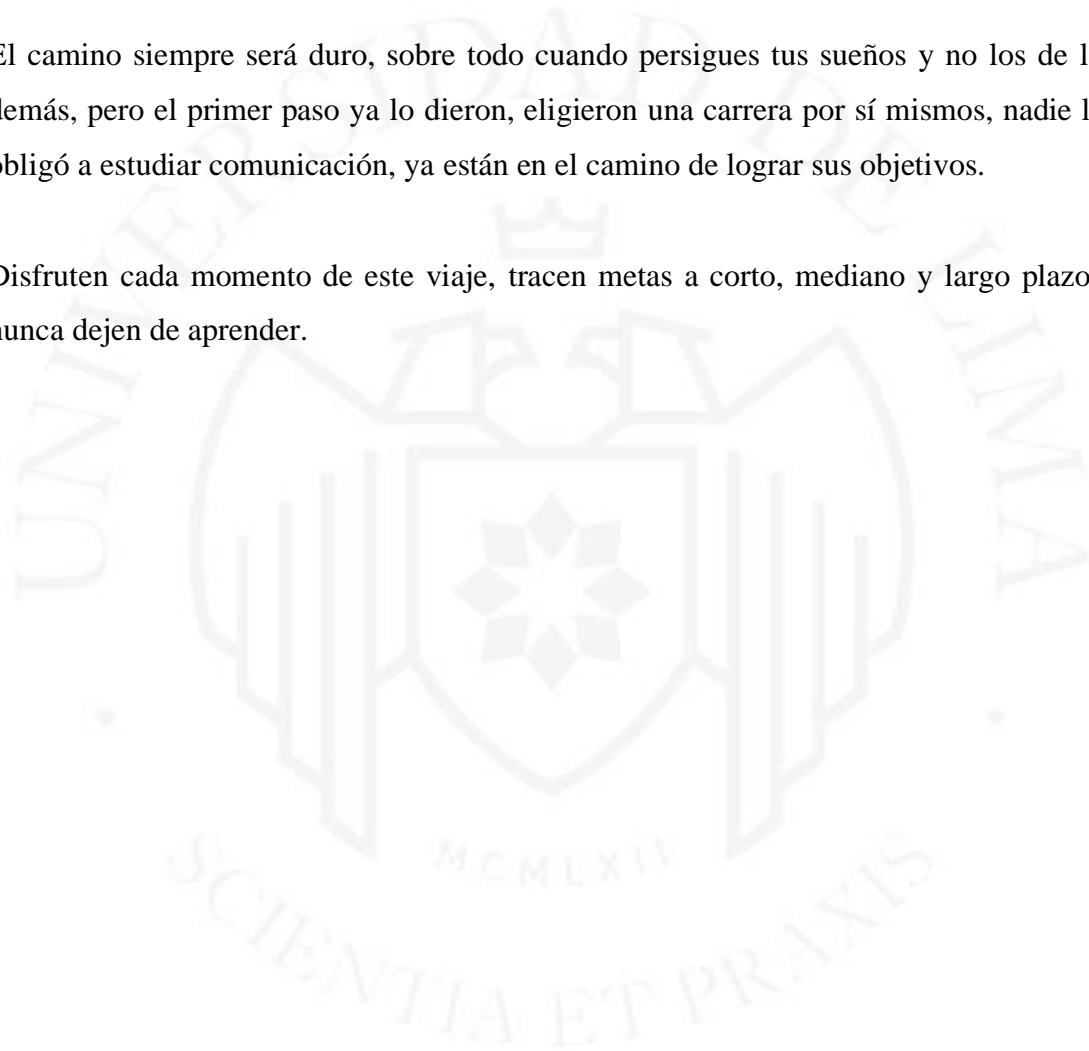 El camino siempre será duro, sobre todo cuando persigues tus sueños y no los de l
demás, pero el primer paso ya lo dieron, eligieron una carrera por sí mismos, nadie l
obligó a estudiar comunicación, ya están en el camino de lograr sus objetivos.
Disfruten cada momento de este viaje, tracen metas a corto, mediano y largo plazo
nunca dejen de aprender.
UNIVERSIDAD DE LIMA
MCMLXII
SCIENTIA ET PRAXIS